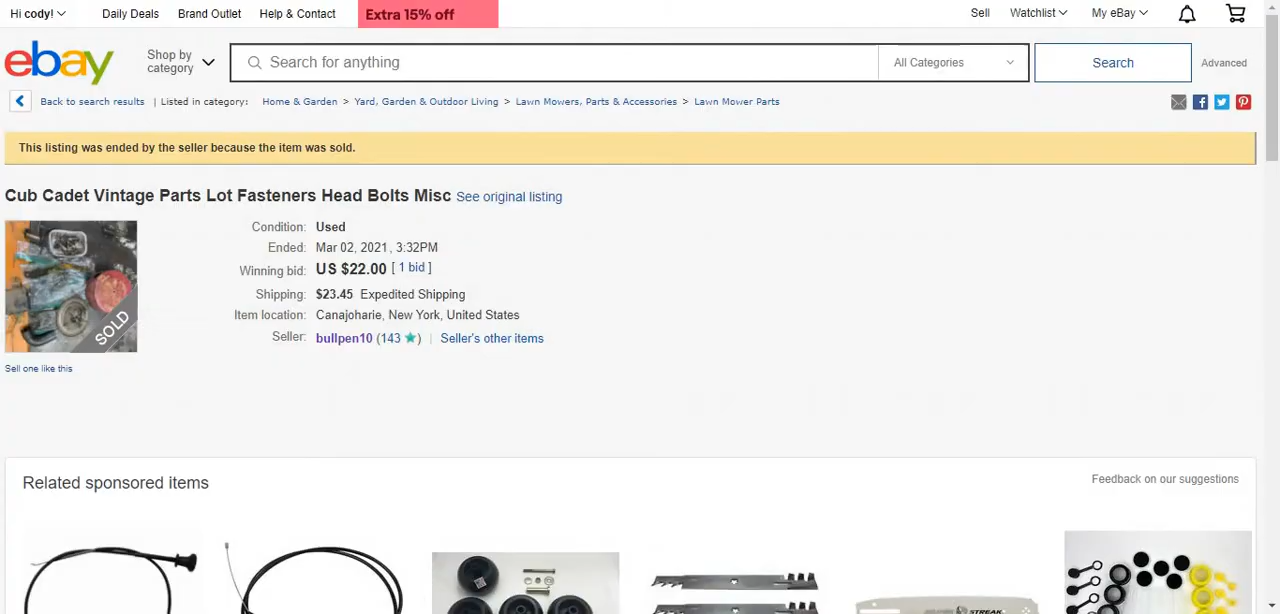 Hi cody!
Daily Deals
Brand Outlet
Help & Contact
Extra 15% off
Sell
Watchlist
My eBay
ebay
Shop by category
Search for anything
All Categories
Search
Advanced
Back to search results | Listed in category: Home & Garden > Yard, Garden & Outdoor Living > Lawn Mowers, Parts & Accessories > Lawn Mower Parts
This listing was ended by the seller because the item was sold.
Cub Cadet Vintage Parts Lot Fasteners Head Bolts Misc See original listing
SOLD
Sell one like this
Condition: Used
Ended: Mar 02, 2021 , 3:32PM
Winning bid: US $22.00 [ 1 bid ]
Shipping: $23.45 Expedited Shipping
Item location: Canajoharie, New York, United States
Seller: bullpen10 (143 ★) | Seller's other items
Related sponsored items
Feedback on our suggestions
STREAK